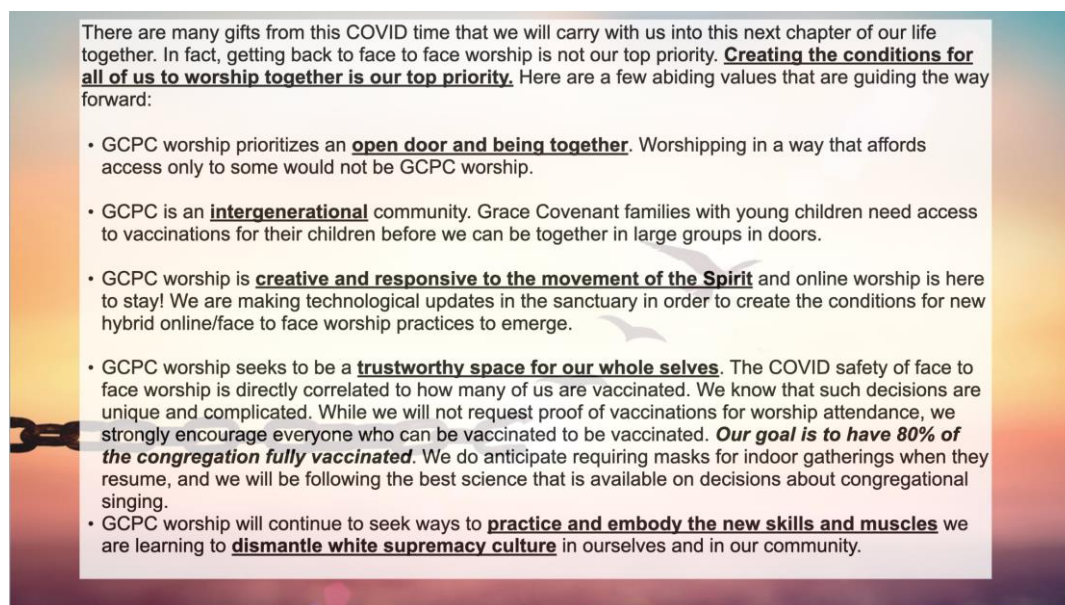 There are many gifts from this COVID time that we will carry with us into this next chapter of our life
together. In fact, getting back to face to face worship is not our top priority. Creating the conditions for
all of us to worship together is our top priority. Here are a few abiding values that are guiding the way
forward:
• GCPC worship prioritizes an open door and being together. Worshipping in a way that affords
access only to some would not be GCPC worship.
• GCPC is an intergenerational community. Grace Covenant families with young children need access
to vaccinations for their children before we can be together in large groups in doors.
• GCPC worship is creative and responsive to the movement of the Spirit and online worship is here
to stay! We are making technological updates in the sanctuary in order to create the conditions for new
hybrid online/face to face worship practices to emerge.
• GCPC worship seeks to be a trustworthy space for our whole selves. The COVID safety of face to
face worship is directly correlated to how many of us are vaccinated. We know that such decisions are
unique and complicated. While we will not request proof of vaccinations for worship attendance, we
strongly encourage everyone who can be vaccinated to be vaccinated. Our goal is to have 80% of
the congregation fully vaccinated. We do anticipate requiring masks for indoor gatherings when they
resume, and we will be following the best science that is available on decisions about congregational
singing.
• GCPC worship will continue to seek ways to practice and embody the new skills and muscles we
are learning to dismantle white supremacy culture in ourselves and in our community.